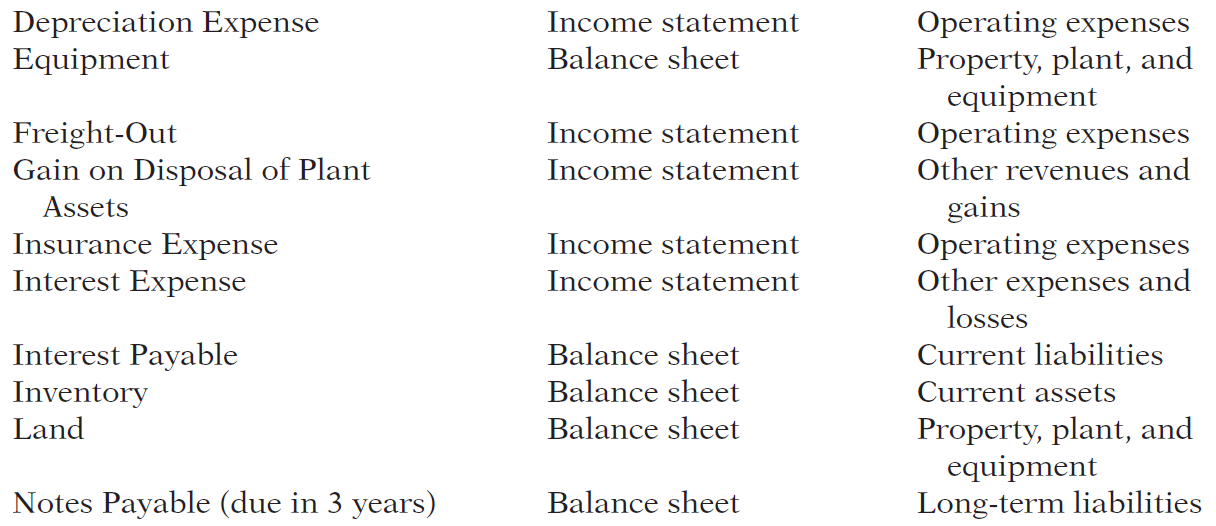 Depreciation Expense Income statement Operating expenses
Equipment Balance sheet Property, plant, and
equipment
Freight-Out Income statement Operating expenses
Gain on Disposal of Plant Income statement Other revenues and
Assets gains
Insurance Expense Income statement Operating expenses
Interest Expense Income statement Other expenses and
losses
Interest Payable Balance sheet Current liabilities
Inventory Balance sheet Current assets
Land Balance sheet Property, plant, and
equipment
Notes Payable (due in 3 years) Balance sheet Long-term liabilities